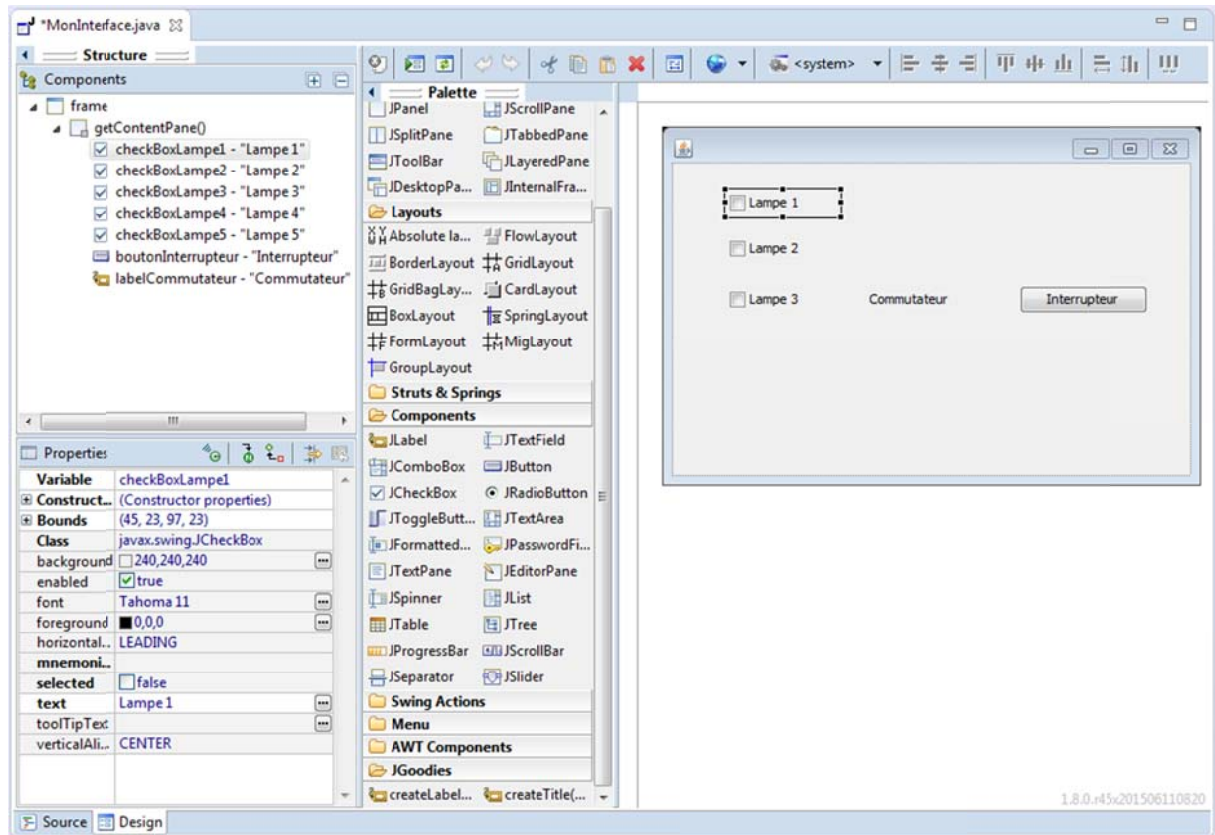 *MonInterface.java
Structure
Components
frame
getContentPane()
checkBoxLampe1 - "Lampe 1"
checkBoxLampe2 - "Lampe 2"
checkBoxLampe3 - "Lampe 3"
checkBoxLampe4 - "Lampe 4"
checkBoxLampe5 - "Lampe 5"
boutonInterrupteur - "Interrupteur"
labelCommutateur - "Commutateur"
Properties
Variable checkBoxLampe1
Construct... (Constructor properties)
Bounds (45, 23, 97, 23)
Class javax.swing.JCheckBox
background 240,240,240
enabled true
font Tahoma 11
foreground 0,0,0
horizontal... LEADING
mnemoni...
selected false
text Lampe 1
toolTipText
verticalAli... CENTER
Source Design
<system>
Palette
JPanel JScrollPane
JSplitPane JTabbedPane
JToolBar JLayeredPane
JDesktopPa... JInternalFra...
Layouts
Absolute la... FlowLayout
BorderLayout GridLayout
GridBagLay... CardLayout
BoxLayout SpringLayout
FormLayout MigLayout
GroupLayout
Struts & Springs
Components
JLabel JTextField
JComboBox JButton
JCheckBox JRadioButton
JToggleButt... JTextArea
JFormatted... JPasswordFi...
JTextPane JEditorPane
JSpinner JList
JTable JTree
JProgressBar JScrollBar
JSeparator JSlider
Swing Actions
Menu
AWT Components
JGoodies
createLabel... createTitle(...
Lampe 1
Lampe 2
Lampe 3 Commutateur Interrupteur
1.8.0.r45x201506110820